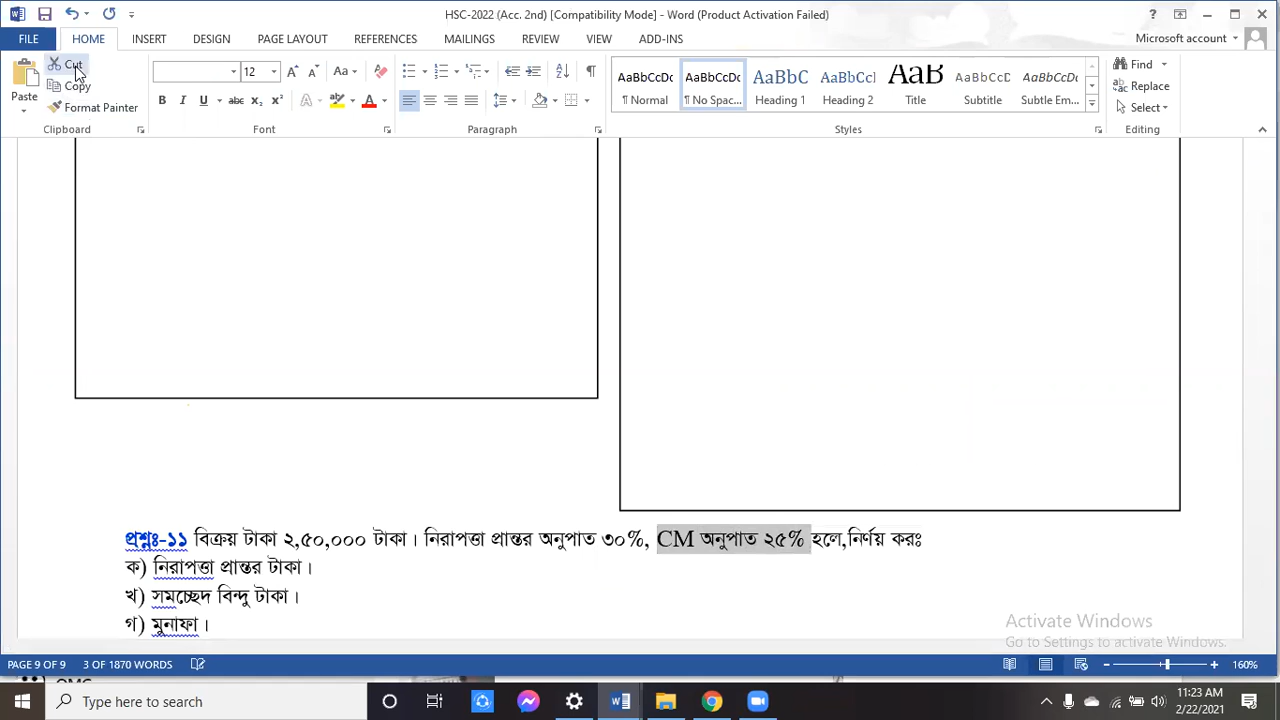 HSC-2022 (Acc. 2nd) [Compatibility Mode] - Word (Product Activation Failed)
FILE HOME INSERT DESIGN PAGE LAYOUT REFERENCES MAILINGS REVIEW VIEW ADD-INS Microsoft account
Cut
Copy
Format Painter
Paste
12
AaBbCcDc AaBbCcDc AaBbC AaBbCcI AaB AaBbCcDc AaBbCcDc
¶ Normal ¶ No Spac... Heading Heading 2 Title Subtitle Subtle Em...
Find
Replace
Select
Clipboard Font Paragraph Styles Editing
প্রশ্নঃ-১১ বিক্রয় টাকা ২,৫০,০০০ টাকা। নিরাপত্তা প্রান্তর অনুপাত ৩০%, CM অনুপাত ২৫% হলে,নির্ণয় করঃ
ক) নিরাপত্তা প্রান্তর টাকা।
খ) সমচ্ছেদ বিন্দু টাকা।
গ) মুনাফা।
Activate Windows
Go to Settings to activate Windows.
PAGE 9 OF 9 3 OF 1870 WORDS 160%
Type here to search
11:23 AM
2/22/2021